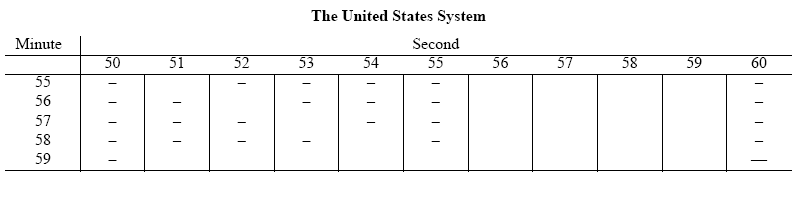 The United States System
Minute Second
50 51 52 53 54 55 56 57 58 59 60
55 – – – – – –
56 – – – – – –
57 – – – – – –
58 – – – – – –
59 – —